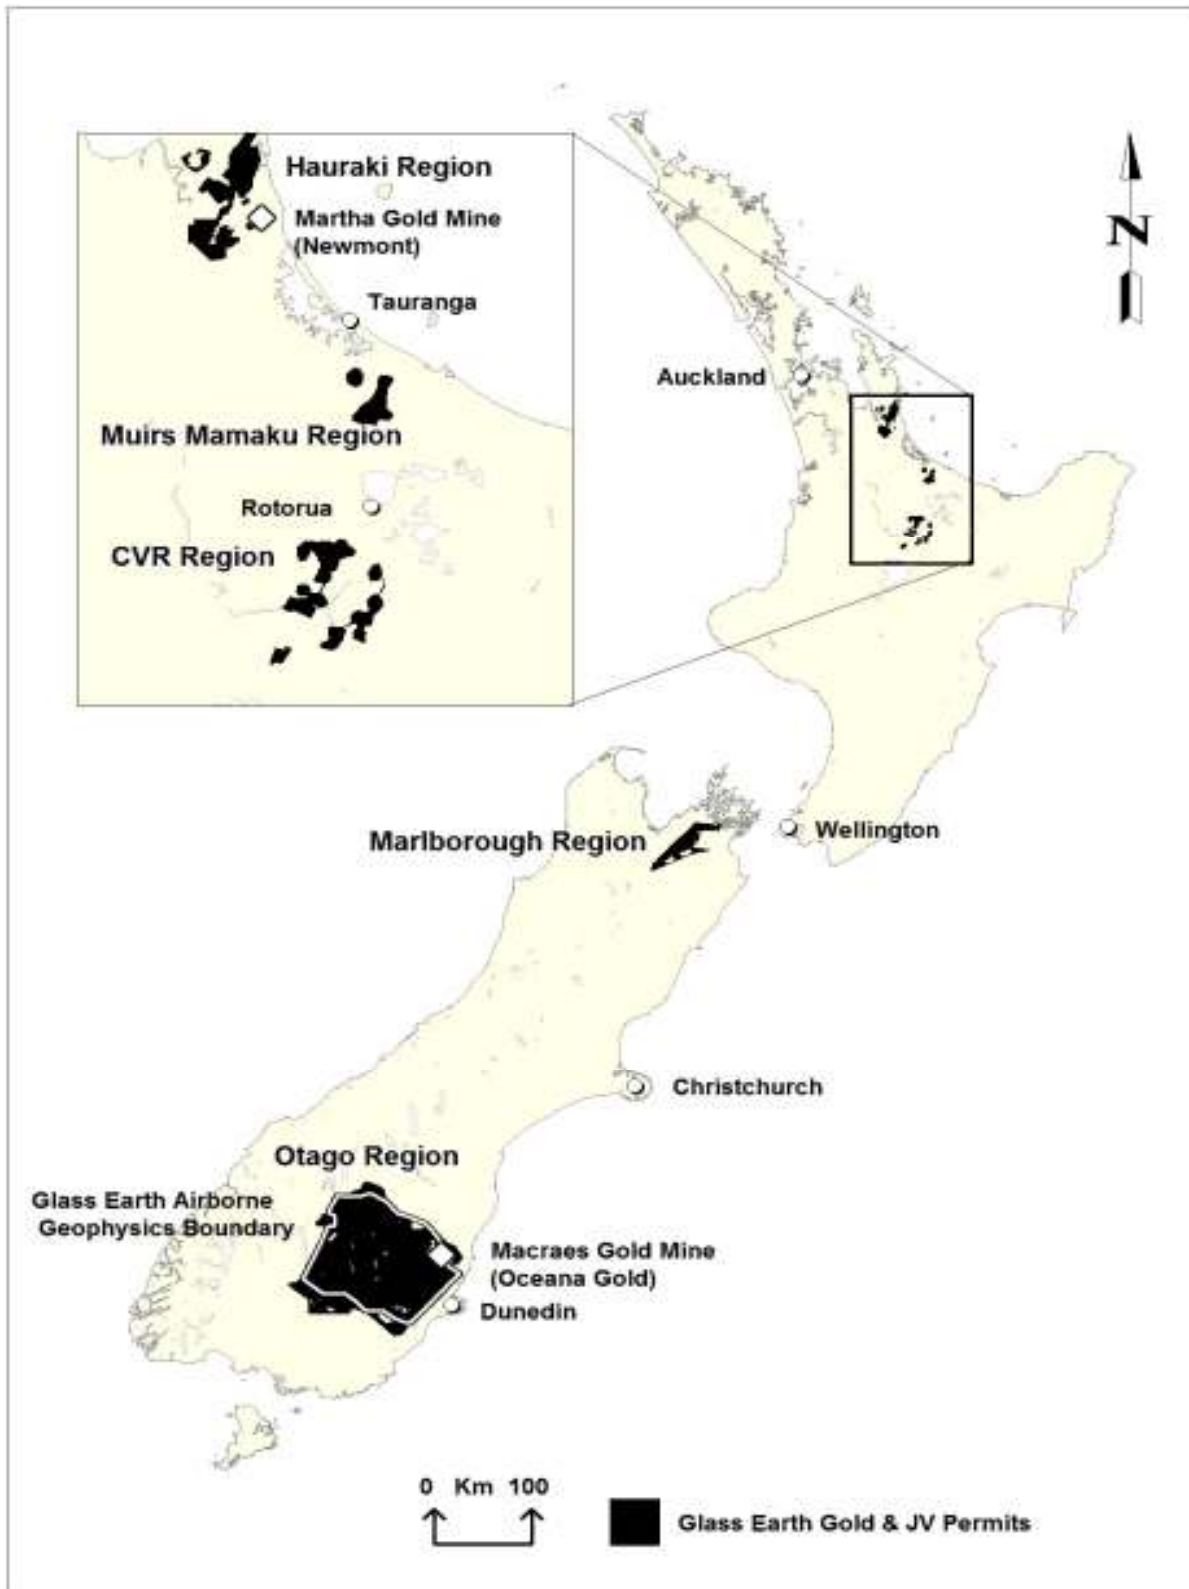 Hauraki Region
Martha Gold Mine
(Newmont)
Tauranga
Muirs Mamaku Region
Rotorua
CVR Region
N
Auckland
Wellington
Marlborough Region
Christchurch
Otago Region
Glass Earth Airborne
Geophysics Boundary
Macraes Gold Mine
(Oceana Gold)
Dunedin
0 Km 100
Glass Earth Gold & JV Permits